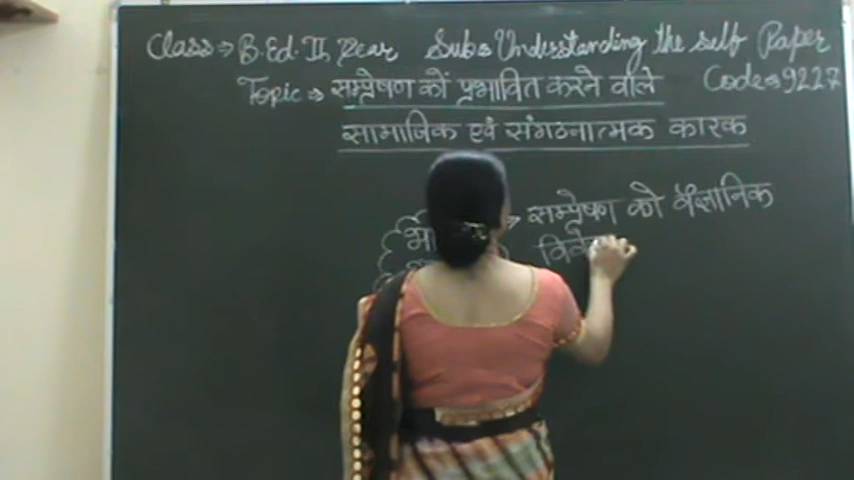 Class ⇒ B.Ed. II Year Sub= Understanding the self Paper
Code=9227
Topic ⇒ सम्प्रेषण कों प्रभावित करने वाले
सामाजिक एवं संगठनात्मक कारक
सम्प्रेषण को वैज्ञानिक